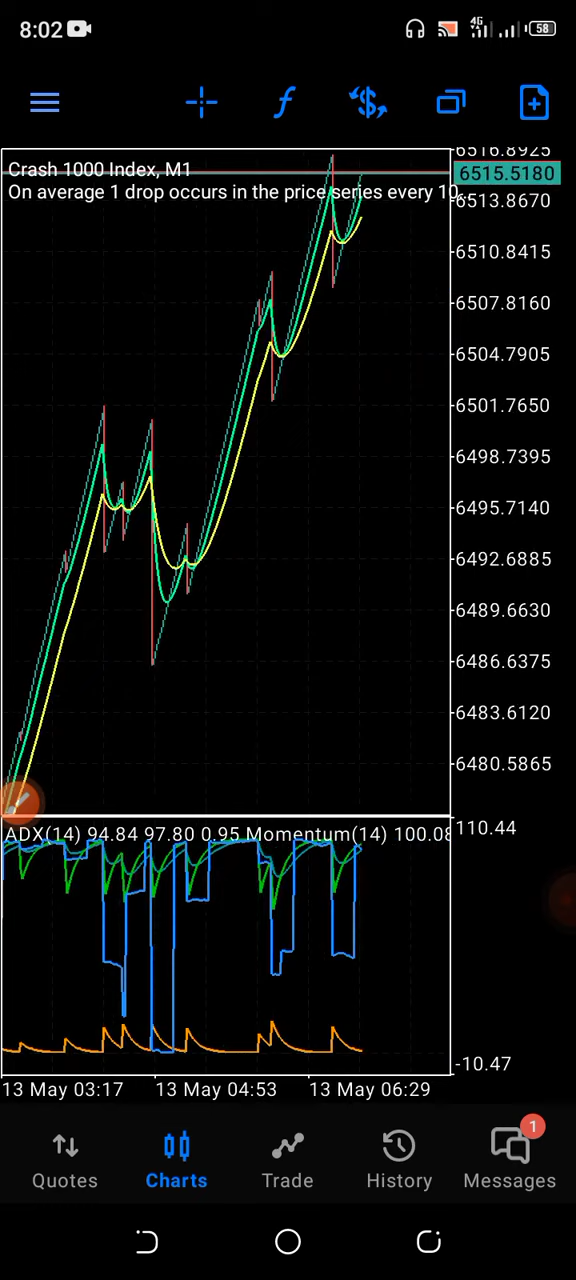 8:02
4G
58
Crash 1000 Index, M1
On average 1 drop occurs in the price series every 10
6516.8925
6515.5180
6513.8670
6510.8415
6507.8160
6504.7905
6501.7650
6498.7395
6495.7140
6492.6885
6489.6630
6486.6375
6483.6120
6480.5865
ADX(14) 94.84 97.80 0.95 Momentum(14) 100.08
110.44
-10.47
13 May 03:17
13 May 04:53
13 May 06:29
1
Quotes
Charts
Trade
History
Messages